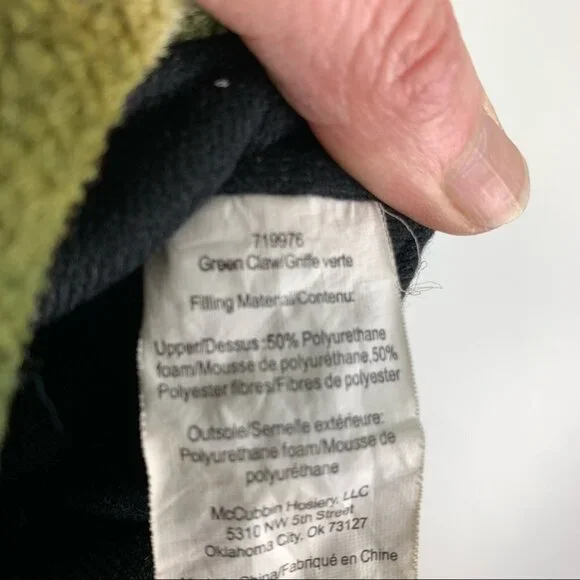 719976
Green Claw/Griffe verte
Filling Material/Contenu:
Upper/Dessus :50% Polyurethane
foam/Mousse de polyuréthane,50%
Polyester fibres/Fibres de polyester
Outsole/Semelle extérieure:
Polyurethane foam/Mousse de
polyuréthane
McCubbin Hosiery, LLC
5310 NW 5th Street
Oklahoma City, Ok 73127
China/Fabriqué en Chine